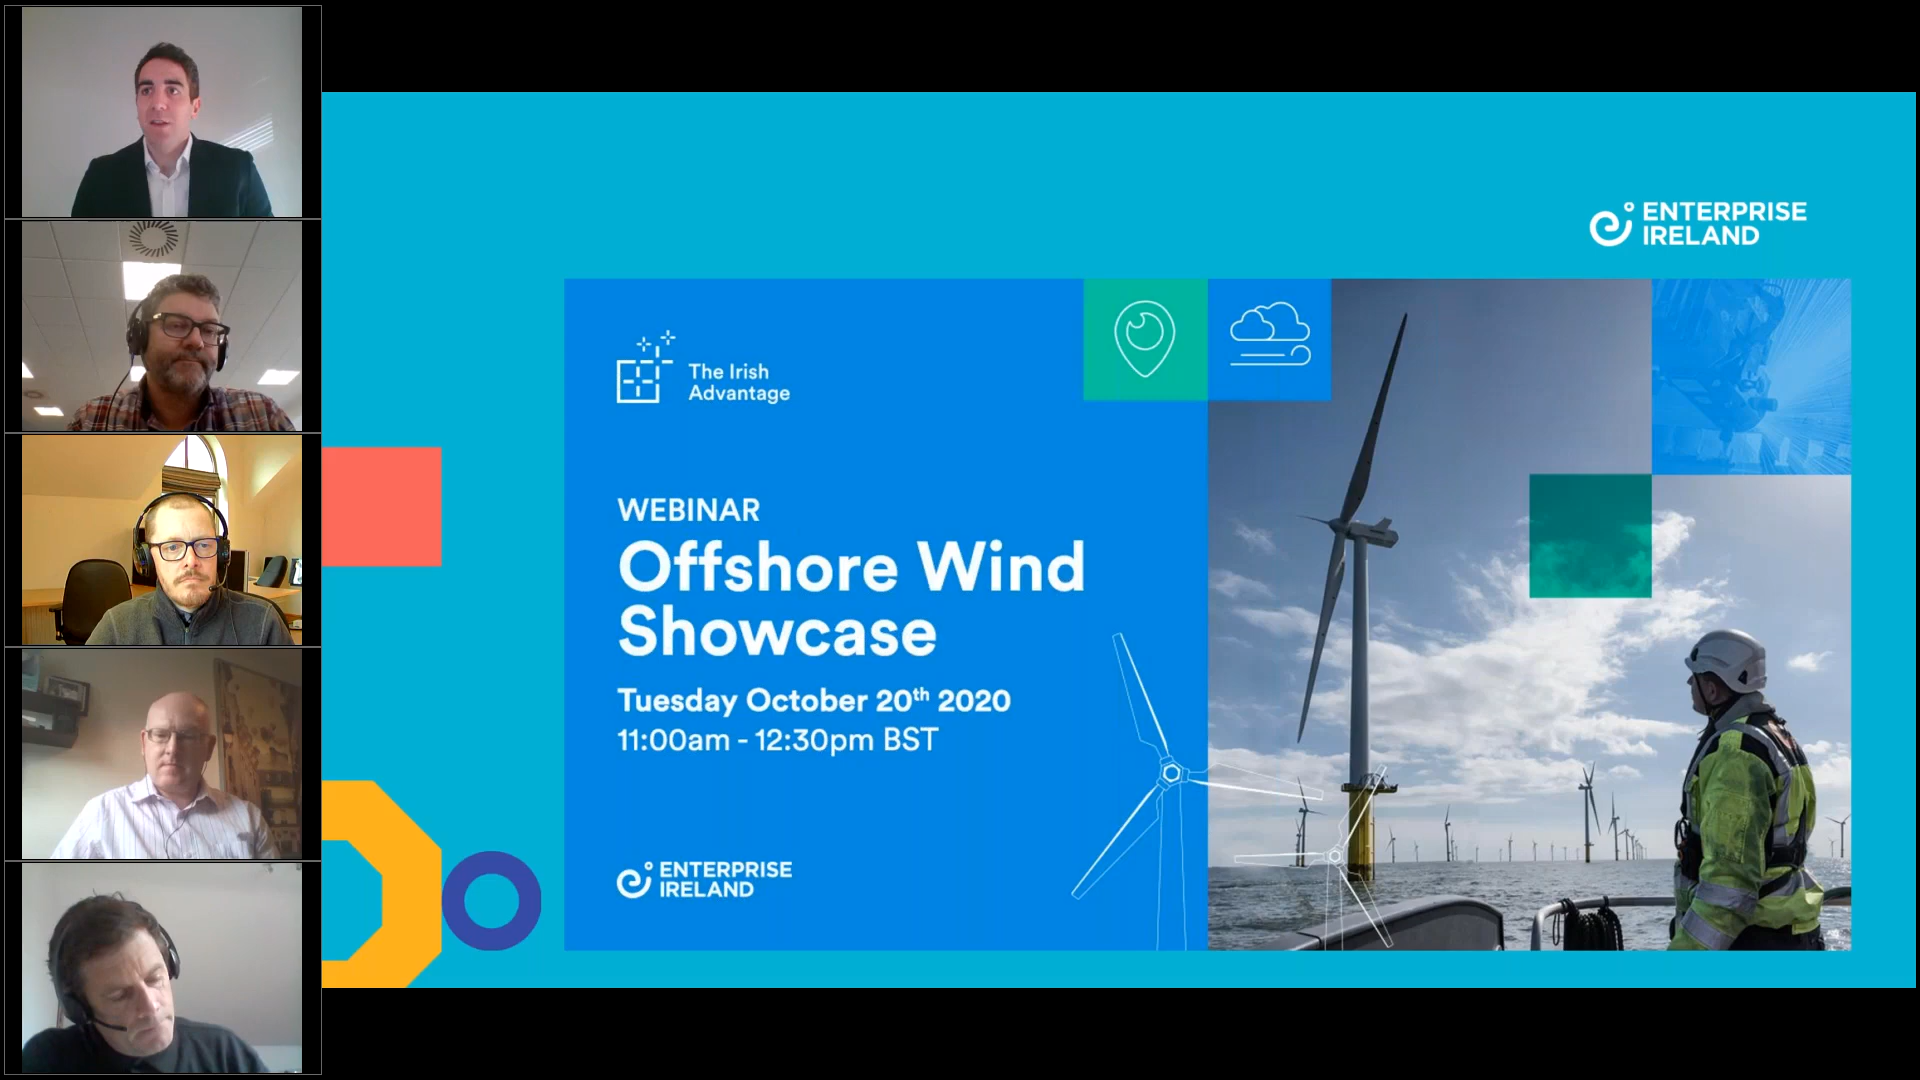 ENTERPRISE
IRELAND
The Irish
Advantage
WEBINAR
Offshore Wind
Showcase
Tuesday October 20th 2020
11:00am - 12:30pm BST
ENTERPRISE
IRELAND